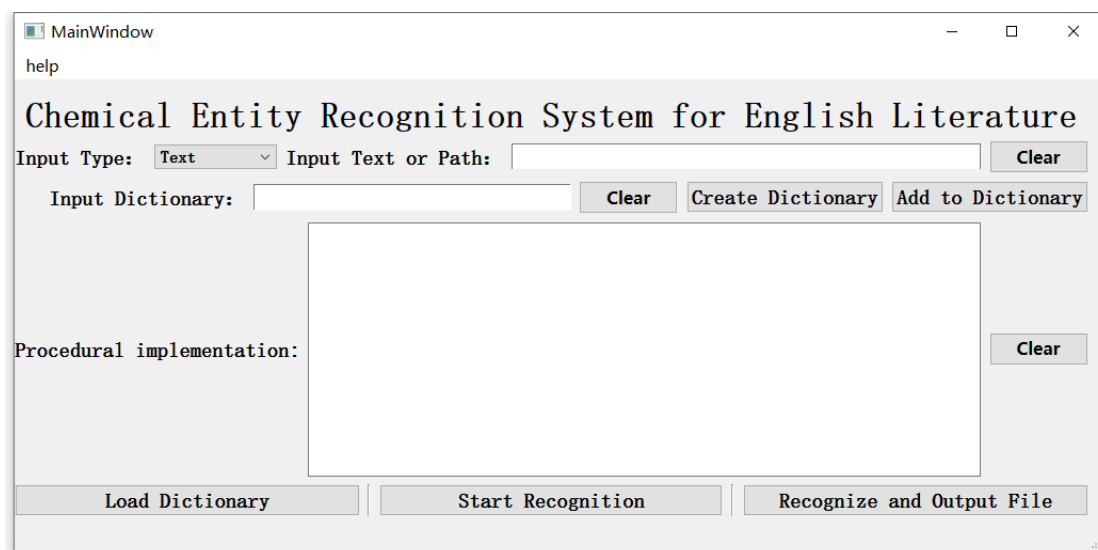 MainWindow
help
Chemical Entity Recognition System for English Literature
Input Type: Text Input Text or Path: Clear
Input Dictionary: Clear Create Dictionary Add to Dictionary
Procedural implementation: Clear
Load Dictionary Start Recognition Recognize and Output File